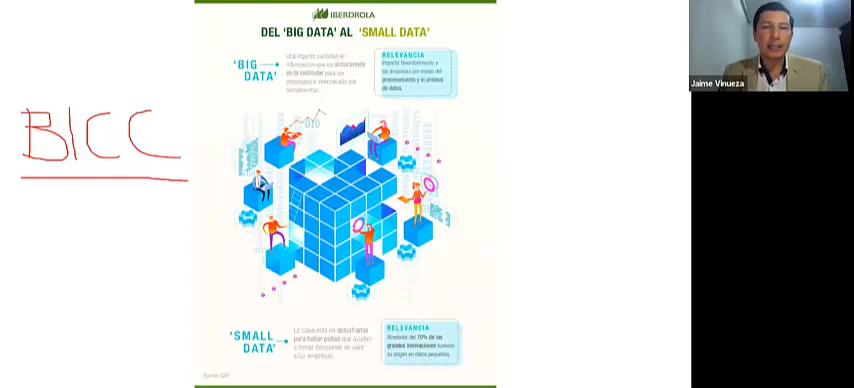 IBERDROLA
DEL 'BIG DATA' AL 'SMALL DATA'
BICC
'BIG
DATA'
Una ingente cantidad de
información que es almacenada
en la red/nube para ser
procesada e interpretada por
herramientas.
RELEVANCIA
Impacta favorablemente a
las empresas por medio del
procesamiento y el análisis
de datos.
Jaime Vinueza
010
'SMALL
DATA'
La clave está en descifrarlos
para hallar pistas que ayuden
a tomar decisiones de valor
a las empresas.
RELEVANCIA
Alrededor del 70% de las
grandes innovaciones tuvieron
su origen en datos pequeños.
Fuente: SAP